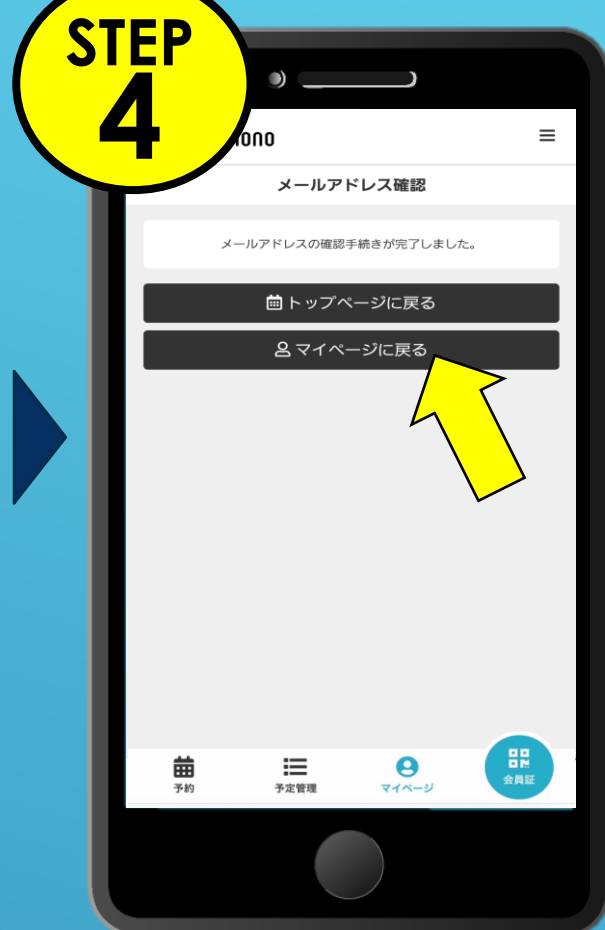 STEP
4
メールアドレス確認
メールアドレスの確認手続きが完了しました。
トップページに戻る
マイページに戻る
予約
予定管理
マイページ
会員証